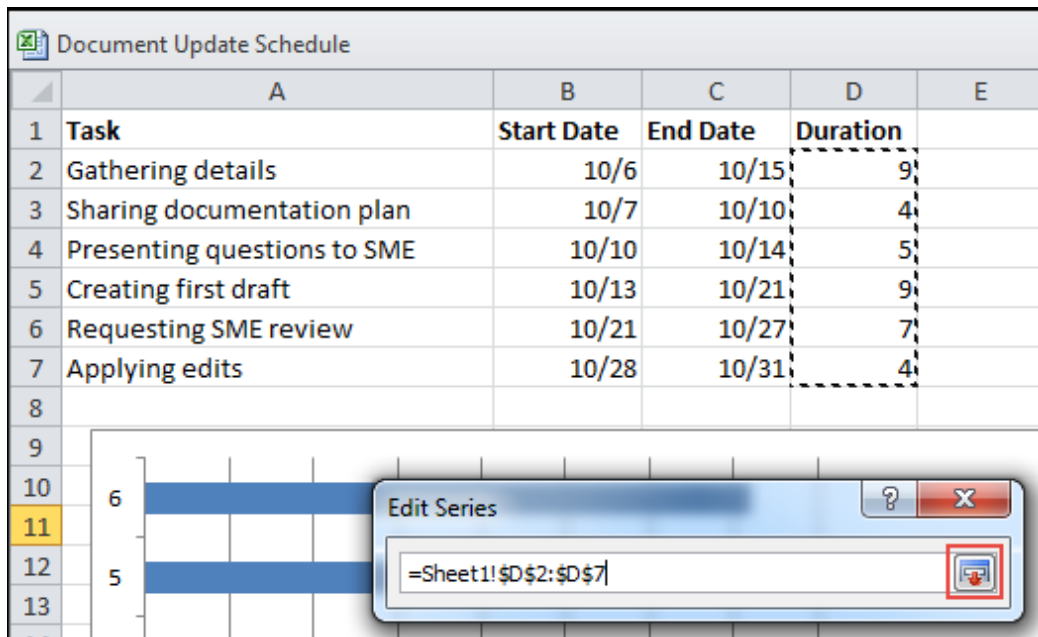 Document Update Schedule
A B C D E
1 Task Start Date End Date Duration
2 Gathering details 10/6 10/15 9
3 Sharing documentation plan 10/7 10/10 4
4 Presenting questions to SME 10/10 10/14 5
5 Creating first draft 10/13 10/21 9
6 Requesting SME review 10/21 10/27 7
7 Applying edits 10/28 10/31 4
8
9
10 6 Edit Series ? X
11
12 5 =Sheet1!$D$2:$D$7
13